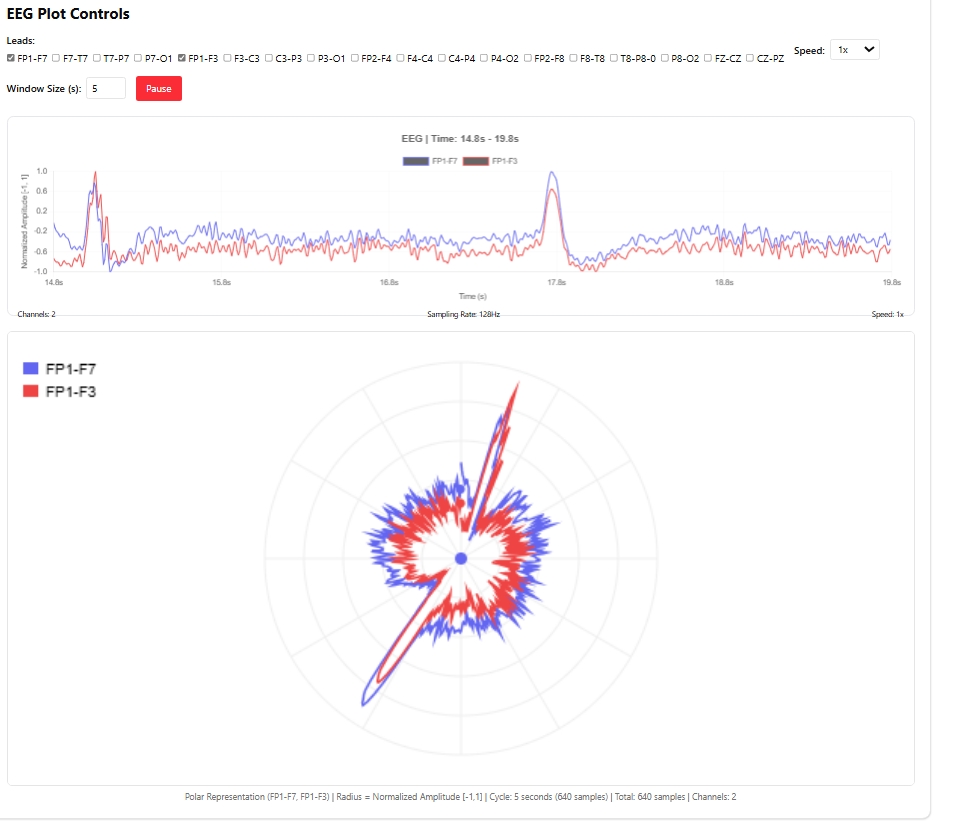 EEG Plot Controls
Leads:
FP1-F7 F7-T7 T7-P7 P7-O1 FP1-F3 F3-C3 C3-P3 P3-O1 FP2-F4 F4-C4 C4-P4 P4-O2 FP2-F8 F8-T8 T8-P8-0 P8-O2 FZ-CZ CZ-PZ
Speed: 1x
Window Size (s): 5 Pause
EEG | Time: 14.8s - 19.8s
FP1-F7 FP1-F3
Normalized Amplitude [-1, 1]
1.0
0.6
0.2
-0.2
-0.6
-1.0
14.8s 15.8s 16.8s 17.8s 18.8s 19.8s
Time (s)
Channels: 2 Sampling Rate: 128Hz Speed: 1x
FP1-F7
FP1-F3
Polar Representation (FP1-F7, FP1-F3) | Radius = Normalized Amplitude [-1,1] | Cycle: 5 seconds (640 samples) | Total: 640 samples | Channels: 2